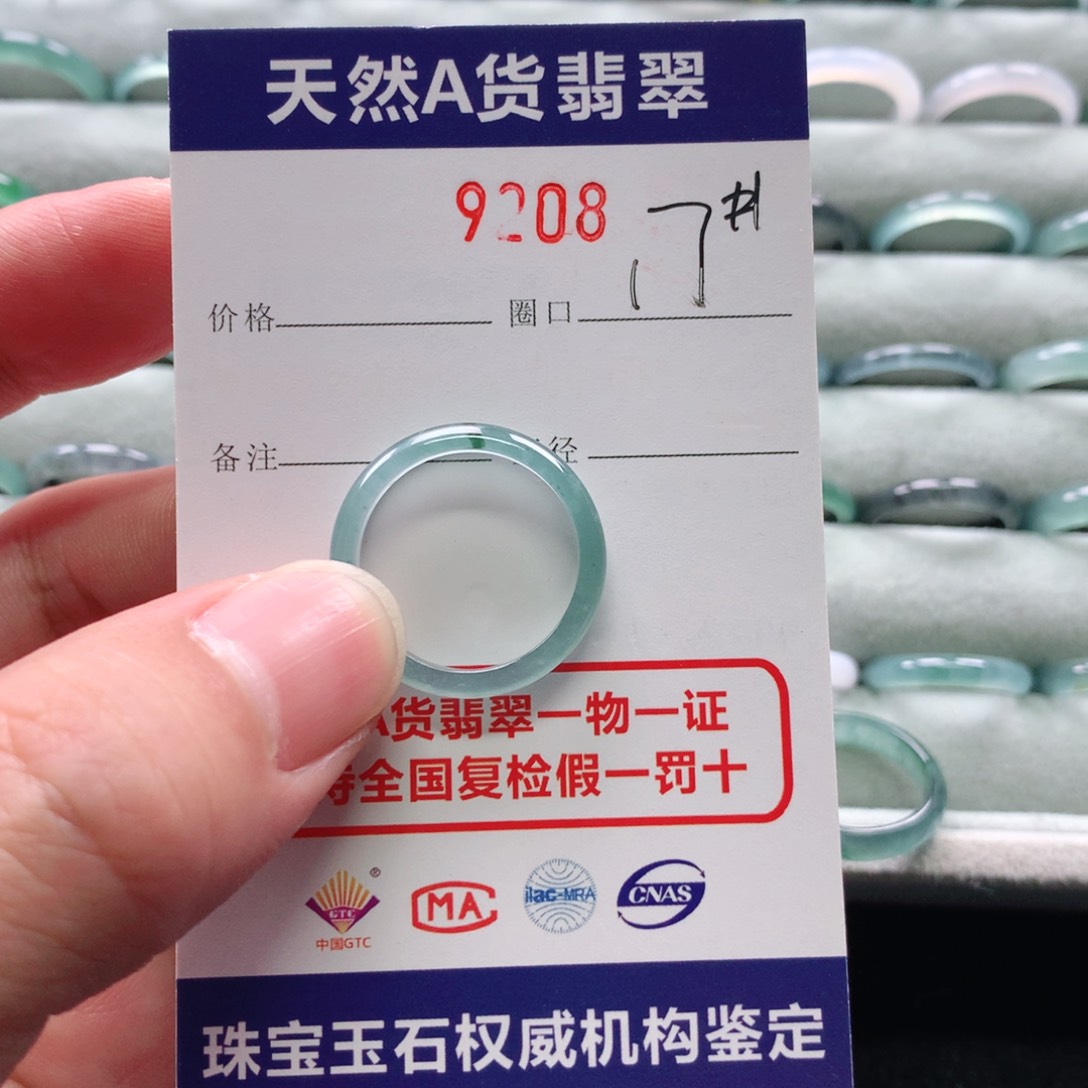 天然A货翡翠
9208 17#
价格 圈口
备注 径
A货翡翠一物一证
持全国复检假一罚十
GTC MA ilac-MRA CNAS
中国GTC
珠宝玉石权威机构鉴定